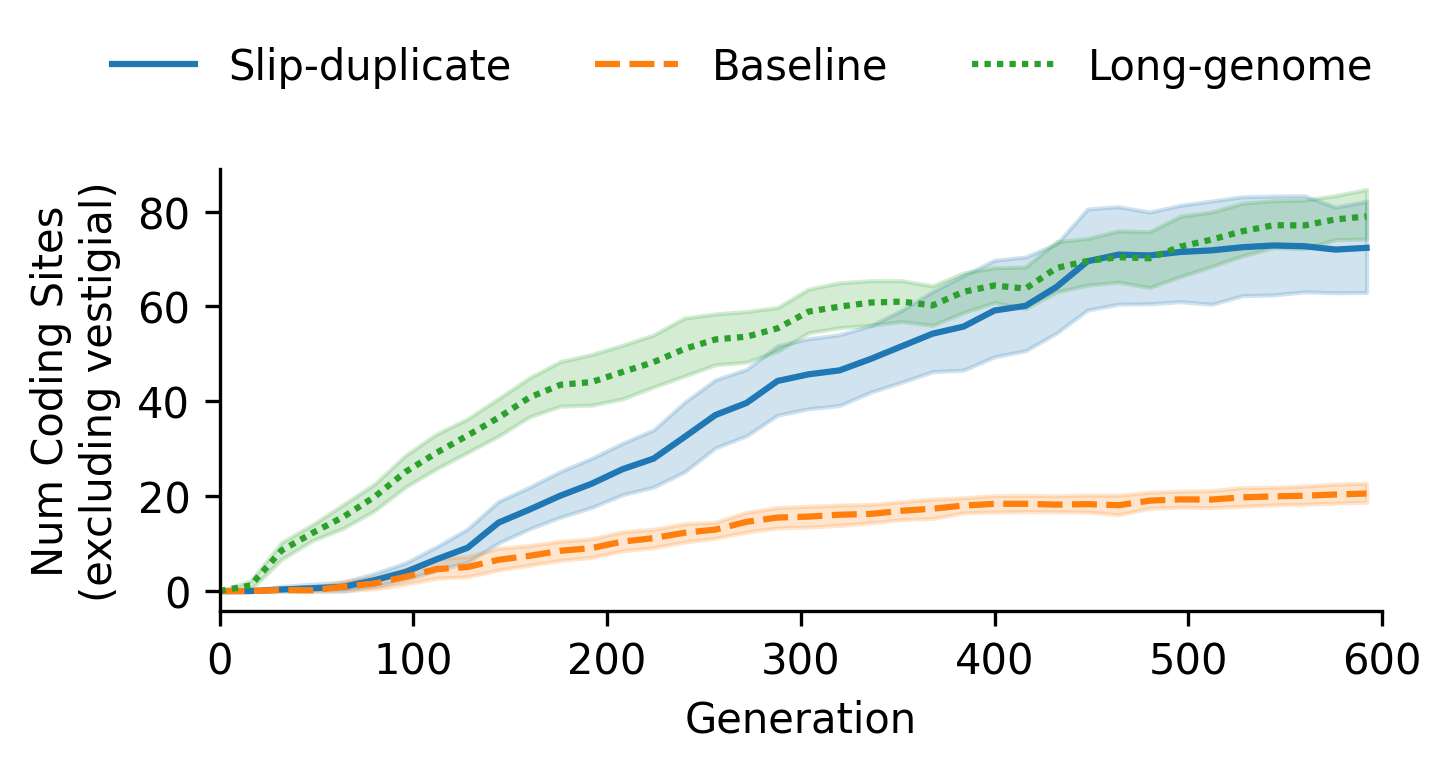 Slip-duplicate Baseline Long-genome
Num Coding Sites
(excluding vestigial)
80
60
40
20
0
0 100 200 300 400 500 600
Generation